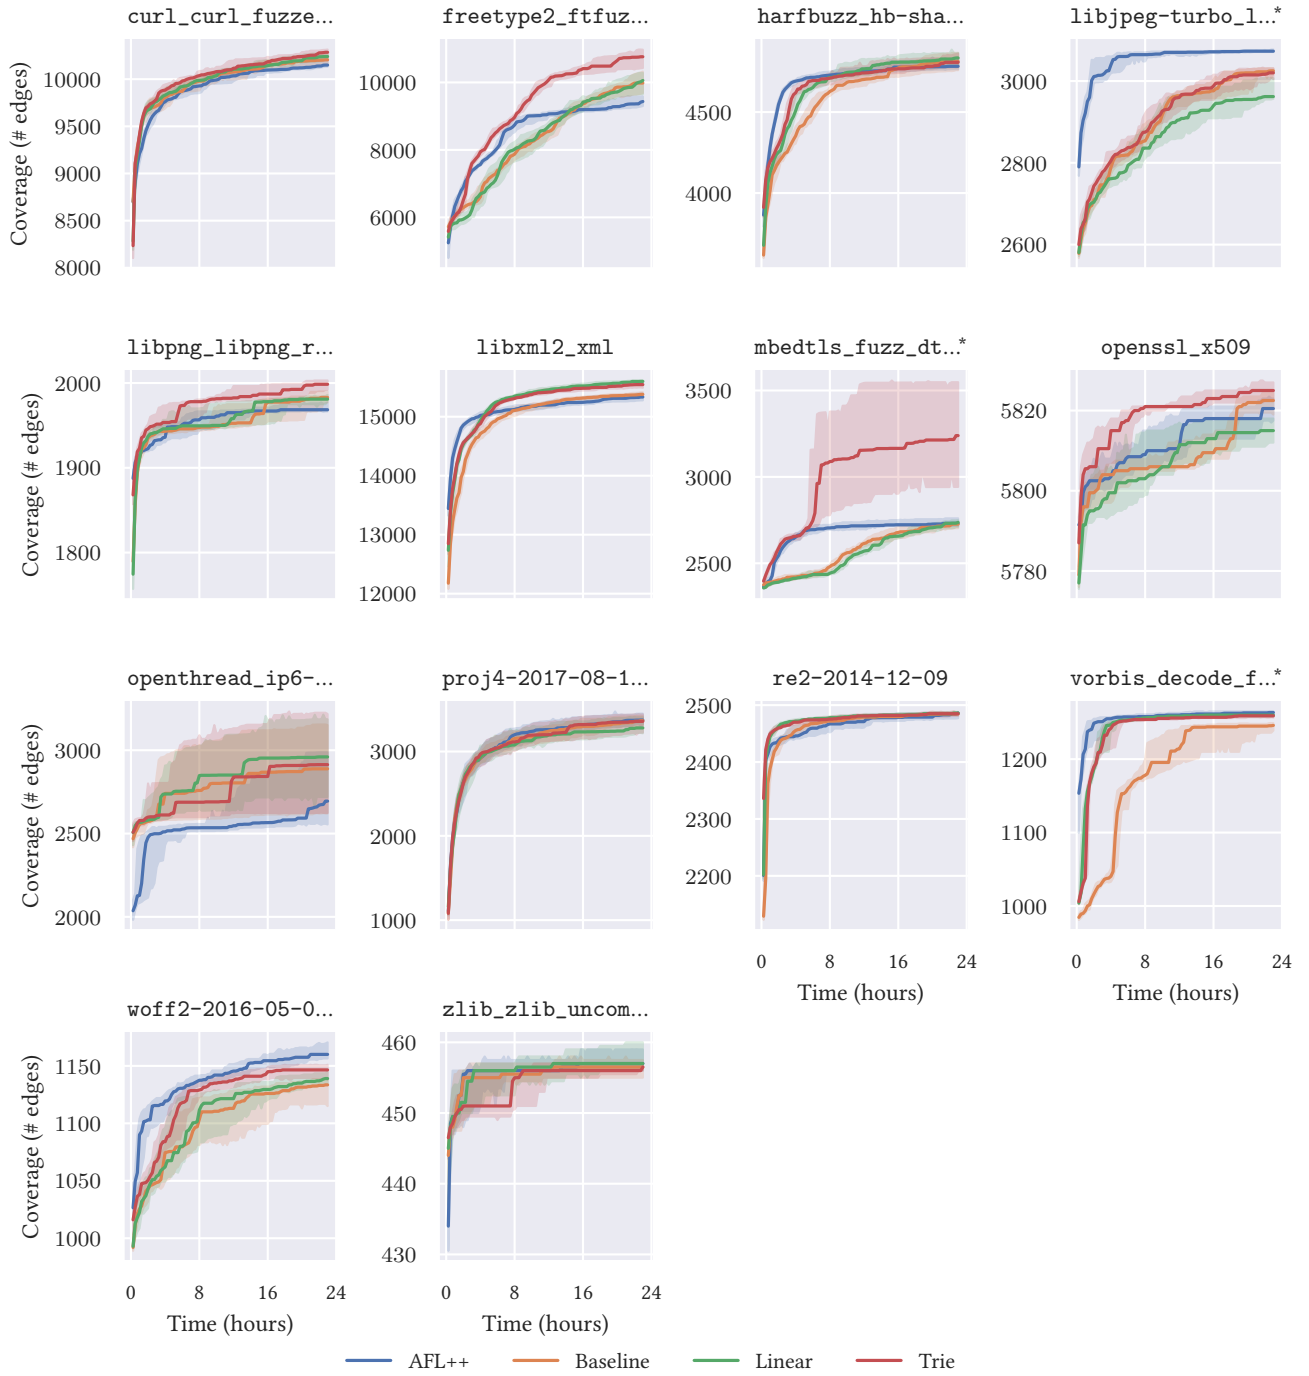 curl_curl_fuzze...
freetype2_ftfuz...
harfbuzz_hb-sha...
libjpeg-turbo_l...*
Coverage (# edges)
10000
9500
9000
8500
8000
10000
8000
6000
4500
4000
3000
2800
2600
libpng_libpng_r...
libxml2_xml
mbedtls_fuzz_dt...*
openssl_x509
Coverage (# edges)
2000
1900
1800
15000
14000
13000
12000
3500
3000
2500
5820
5800
5780
openthread_ip6-...
proj4-2017-08-1...
re2-2014-12-09
vorbis_decode_f...*
Coverage (# edges)
3000
2500
2000
3000
2000
1000
2500
2400
2300
2200
0 8 16 24
Time (hours)
1200
1100
1000
0 8 16 24
Time (hours)
woff2-2016-05-0...
zlib_zlib_uncom...
Coverage (# edges)
1150
1100
1050
1000
0 8 16 24
Time (hours)
460
450
440
430
0 8 16 24
Time (hours)
AFL++ Baseline Linear Trie